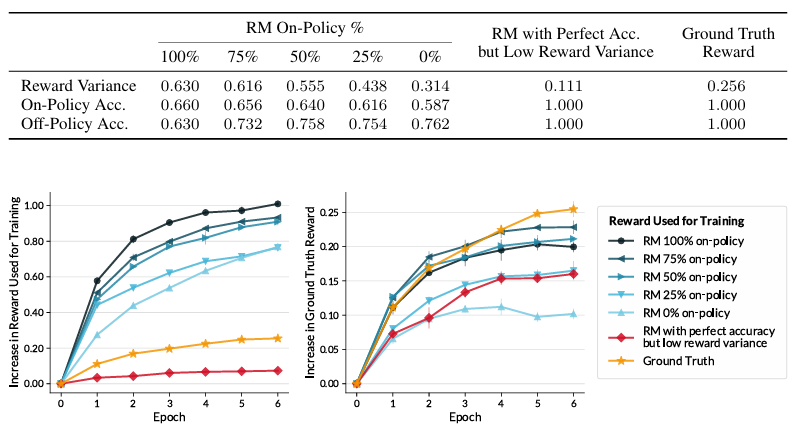 RM On-Policy %
RM with Perfect Acc.
but Low Reward Variance
Ground Truth
Reward
100% 75% 50% 25% 0%
Reward Variance 0.630 0.616 0.555 0.438 0.314 0.111 0.256
On-Policy Acc. 0.660 0.656 0.640 0.616 0.587 1.000 1.000
Off-Policy Acc. 0.630 0.732 0.758 0.754 0.762 1.000 1.000
Increase in Reward Used for Training
1.00
0.80
0.60
0.40
0.20
0.00
0 1 2 3 4 5 6
Epoch
Increase in Ground Truth Reward
0.25
0.20
0.15
0.10
0.05
0.00
0 1 2 3 4 5 6
Epoch
Reward Used for Training
RM 100% on-policy
RM 75% on-policy
RM 50% on-policy
RM 25% on-policy
RM 0% on-policy
RM with perfect accuracy
but low reward variance
Ground Truth